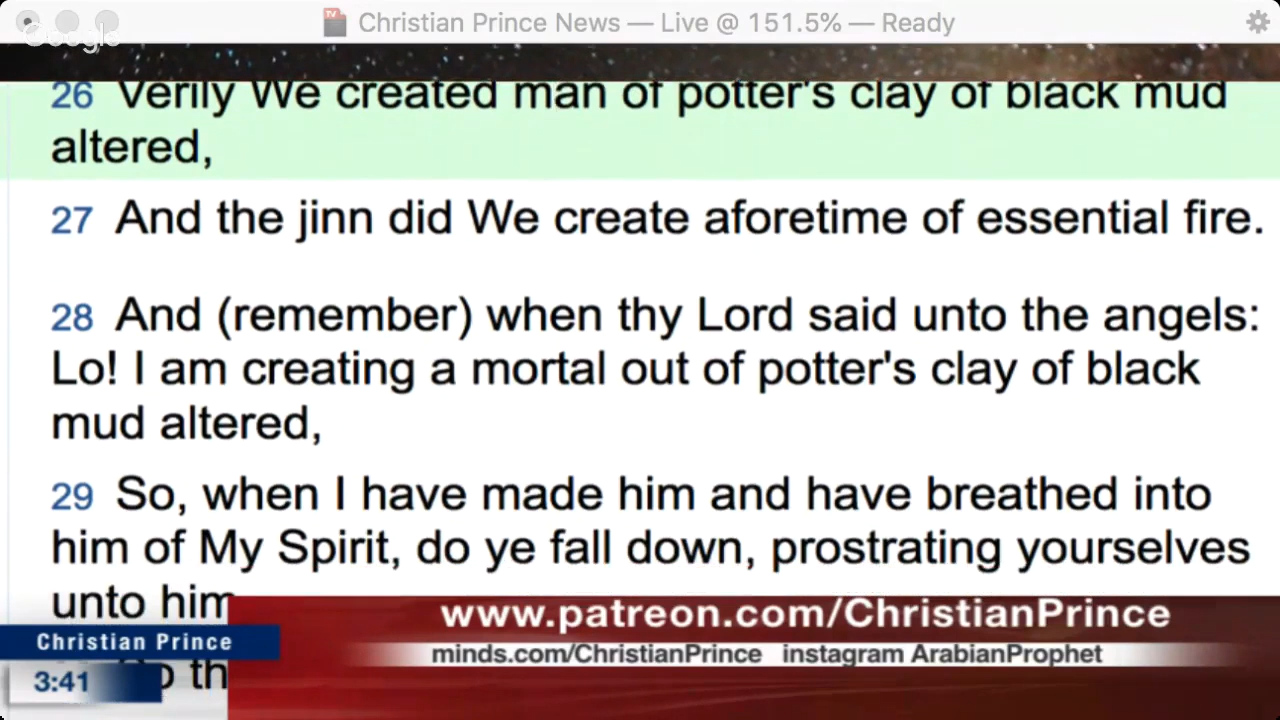 Christian Prince News — Live @ 151.5% — Ready
Google
26 Verily We created man of potter's clay of black mud
altered,
27 And the jinn did We create aforetime of essential fire.
28 And (remember) when thy Lord said unto the angels:
Lo! I am creating a mortal out of potter's clay of black
mud altered,
29 So, when I have made him and have breathed into
him of My Spirit, do ye fall down, prostrating yourselves
unto him
www.patreon.com/ChristianPrince
Christian Prince
minds.com/ChristianPrince instagram ArabianProphet
3:41